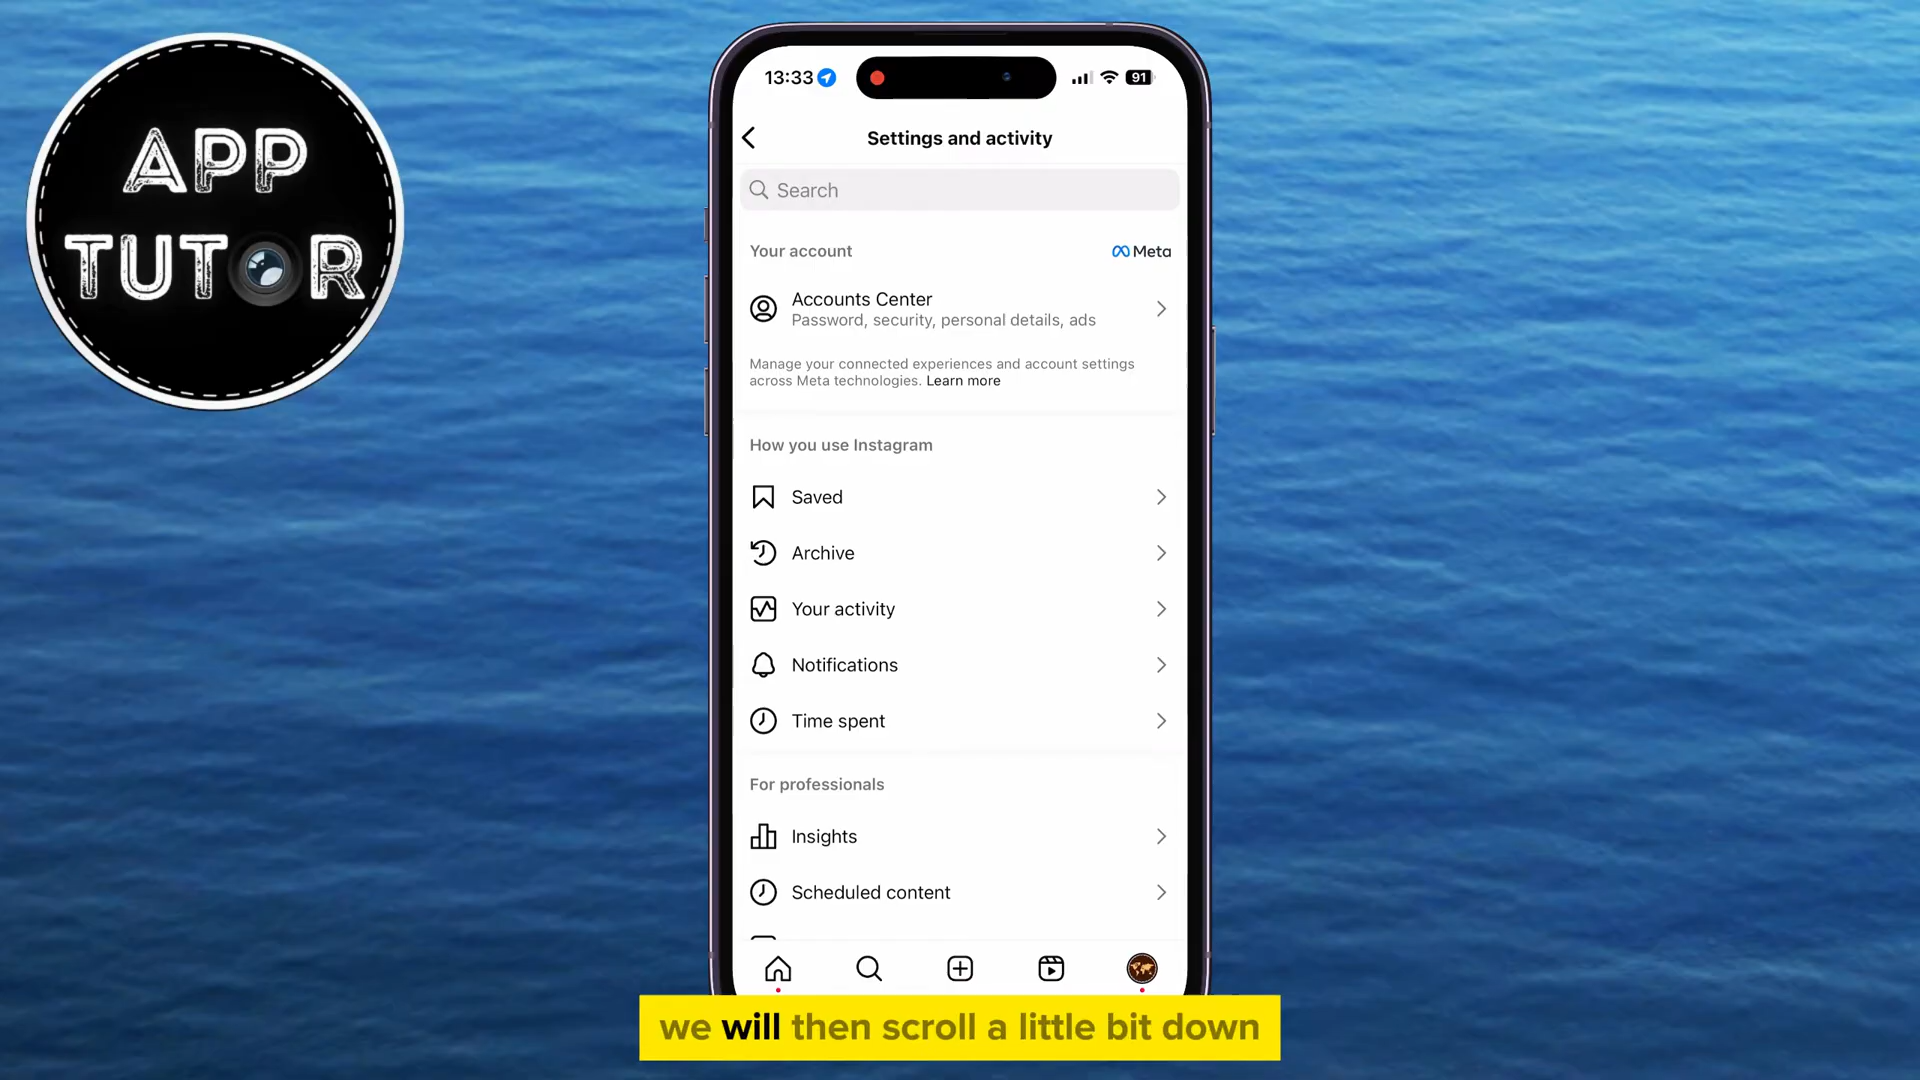 APP
TUTOR
13:33
91
Settings and activity
Search
Your account
Meta
Accounts Center
Password, security, personal details, ads
Manage your connected experiences and account settings
across Meta technologies. Learn more
How you use Instagram
Saved
Archive
Your activity
Notifications
Time spent
For professionals
Insights
Scheduled content
we will then scroll a little bit down